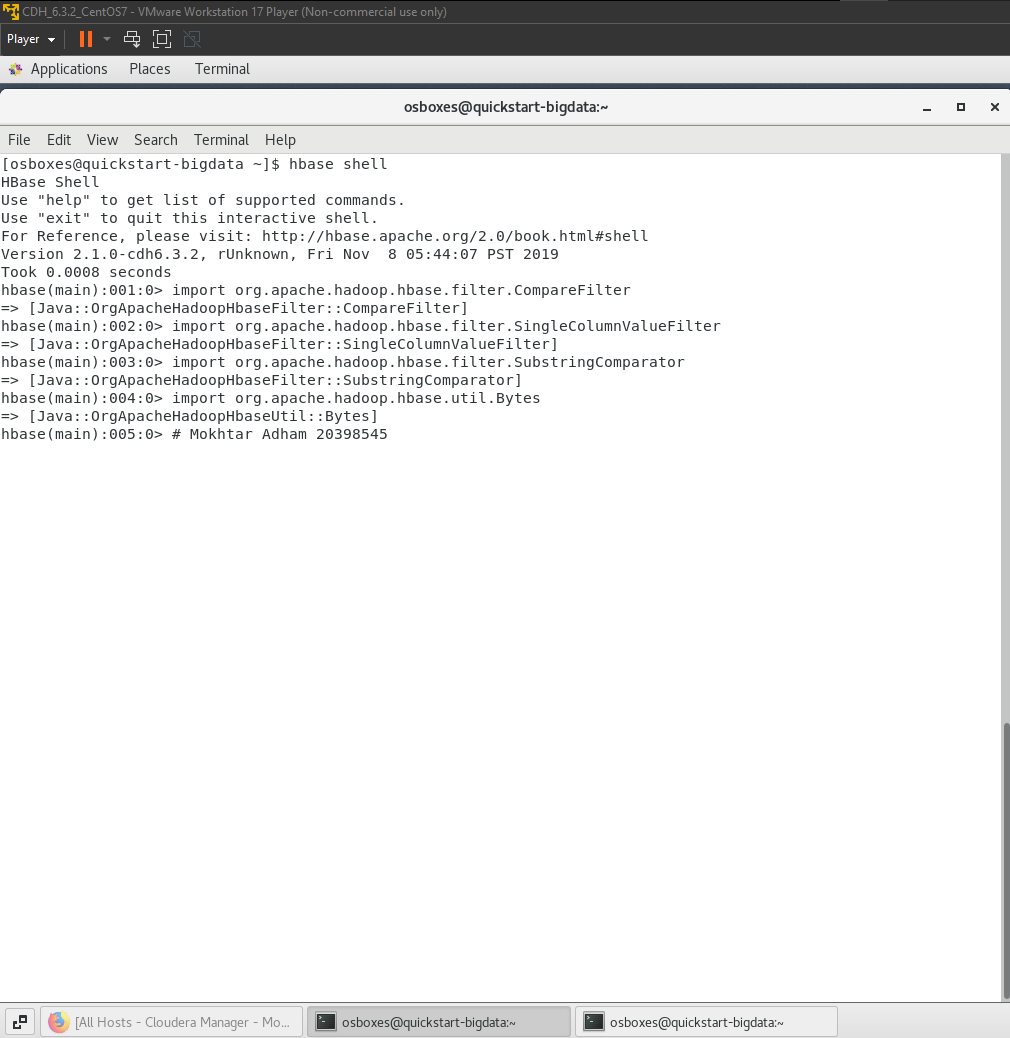 CDH_6.3.2_CentOS7 - VMware Workstation 17 Player (Non-commercial use only)
Player
Applications Places Terminal
osboxes@quickstart-bigdata:~
File Edit View Search Terminal Help
[osboxes@quickstart-bigdata ~]$ hbase shell
HBase Shell
Use "help" to get list of supported commands.
Use "exit" to quit this interactive shell.
For Reference, please visit: http://hbase.apache.org/2.0/book.html#shell
Version 2.1.0-cdh6.3.2, rUnknown, Fri Nov  8 05:44:07 PST 2019
Took 0.0008 seconds
hbase(main):001:0> import org.apache.hadoop.hbase.filter.CompareFilter
=> [Java::OrgApacheHadoopHbaseFilter::CompareFilter]
hbase(main):002:0> import org.apache.hadoop.hbase.filter.SingleColumnValueFilter
=> [Java::OrgApacheHadoopHbaseFilter::SingleColumnValueFilter]
hbase(main):003:0> import org.apache.hadoop.hbase.filter.SubstringComparator
=> [Java::OrgApacheHadoopHbaseFilter::SubstringComparator]
hbase(main):004:0> import org.apache.hadoop.hbase.util.Bytes
=> [Java::OrgApacheHadoopHbaseUtil::Bytes]
hbase(main):005:0> # Mokhtar Adham 20398545
[All Hosts - Cloudera Manager - Mo... osboxes@quickstart-bigdata:~ osboxes@quickstart-bigdata:~